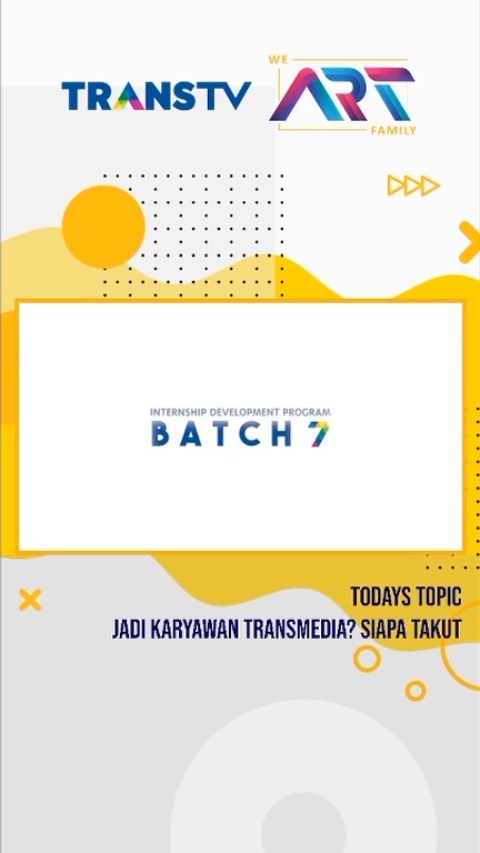 WE
TRANSTV ART
FAMILY
INTERNSHIP DEVELOPMENT PROGRAM
BATCH 7
TODAYS TOPIC
JADI KARYAWAN TRANSMEDIA? SIAPA TAKUT